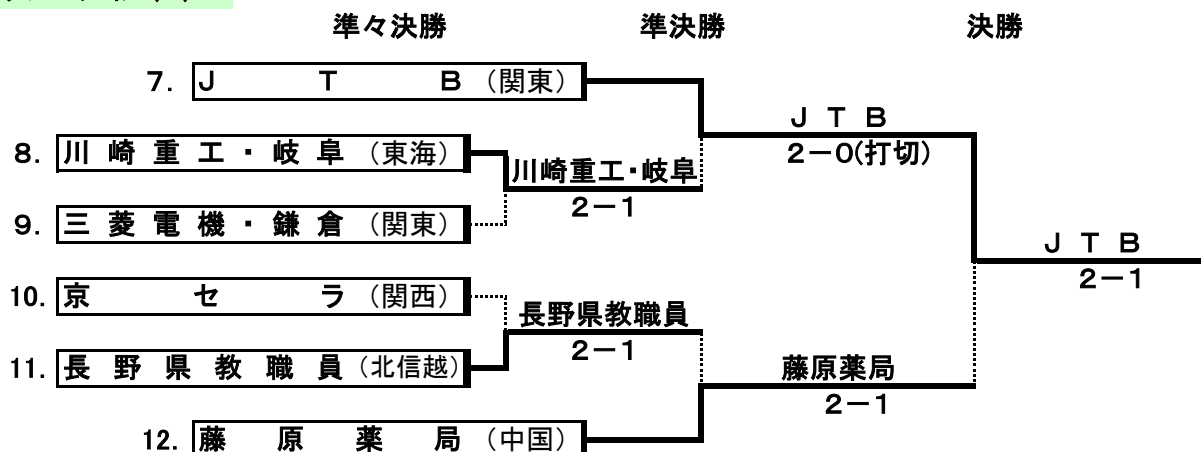 準々決勝 準決勝 決勝
7. J T B (関東)
J T B
2-0(打切)
8. 川崎重工・岐阜 (東海)
川崎重工・岐阜
2-1
9. 三菱電機・鎌倉 (関東)
J T B
2-1
10. 京セラ (関西)
長野県教職員
2-1
11. 長野県教職員 (北信越)
藤原薬局
2-1
12. 藤原薬局 (中国)